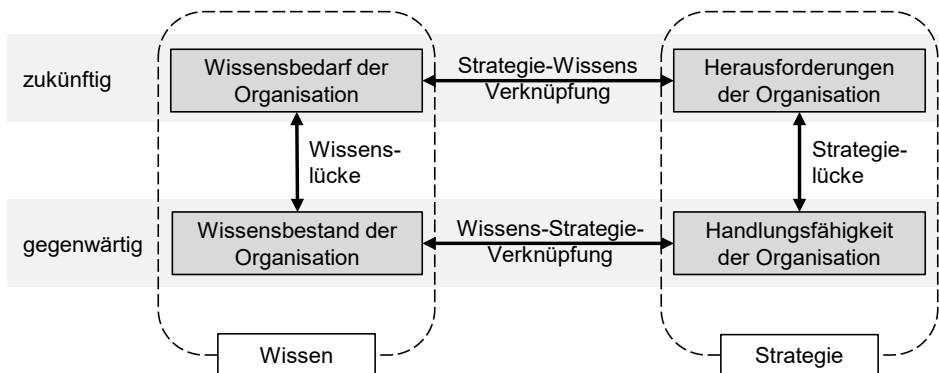 zukünftig
Wissensbedarf der
Organisation
Strategie-Wissens
Verknüpfung
Herausforderungen
der Organisation
Wissens-
lücke
Strategie-
lücke
gegenwärtig
Wissensbestand der
Organisation
Wissens-Strategie-
Verknüpfung
Handlungsfähigkeit
der Organisation
Wissen
Strategie